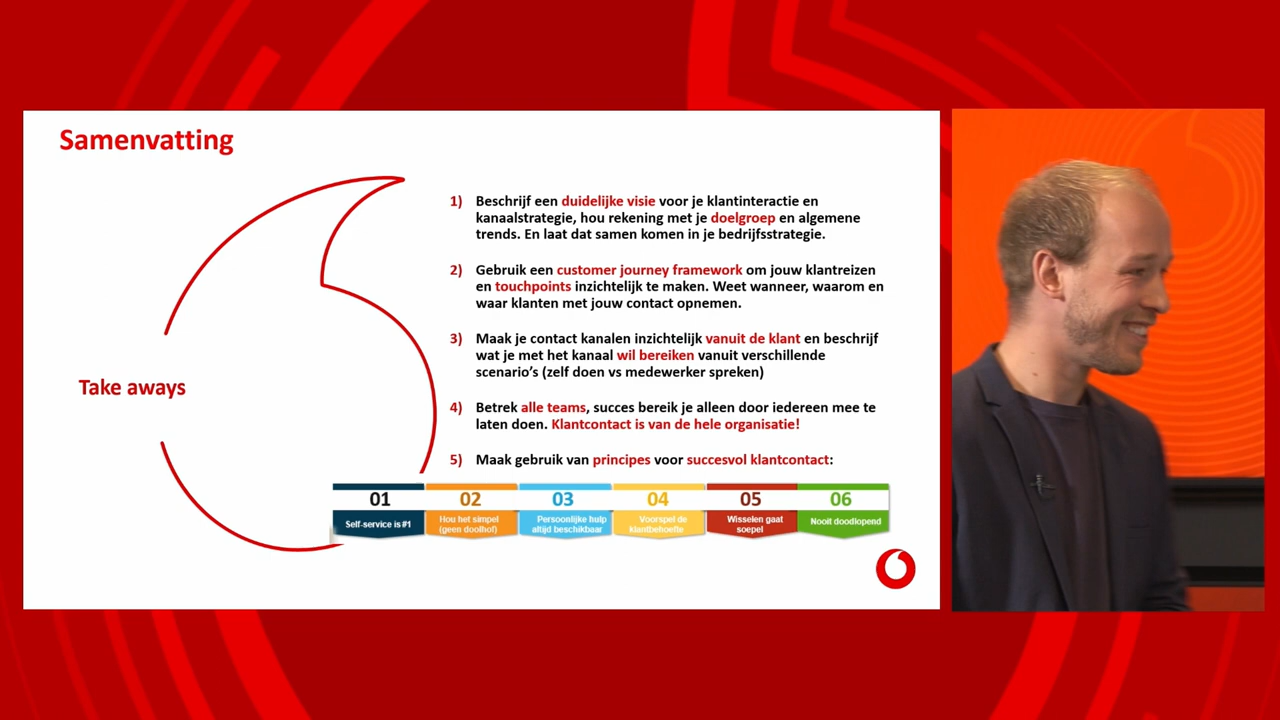 Samenvatting
Take aways
1) Beschrijf een duidelijke visie voor je klantinteractie en
kanaalstrategie, hou rekening met je doelgroep en algemene
trends. En laat dat samen komen in je bedrijfsstrategie.
2) Gebruik een customer journey framework om jouw klantreizen
en touchpoints inzichtelijk te maken. Weet wanneer, waarom en
waar klanten met jouw contact opnemen.
3) Maak je contact kanalen inzichtelijk vanuit de klant en beschrijf
wat je met het kanaal wil bereiken vanuit verschillende
scenario's (zelf doen vs medewerker spreken)
4) Betrek alle teams, succes bereik je alleen door iedereen mee te
laten doen. Klantcontact is van de hele organisatie!
5) Maak gebruik van principes voor succesvol klantcontact:
01
Self-service is #1
02
Hou het simpel
(geen doolhof)
03
Persoonlijke hulp
altijd beschikbaar
04
Voorspel de
klantbehoefte
05
Wisselen gaat
soepel
06
Nooit doodlopend